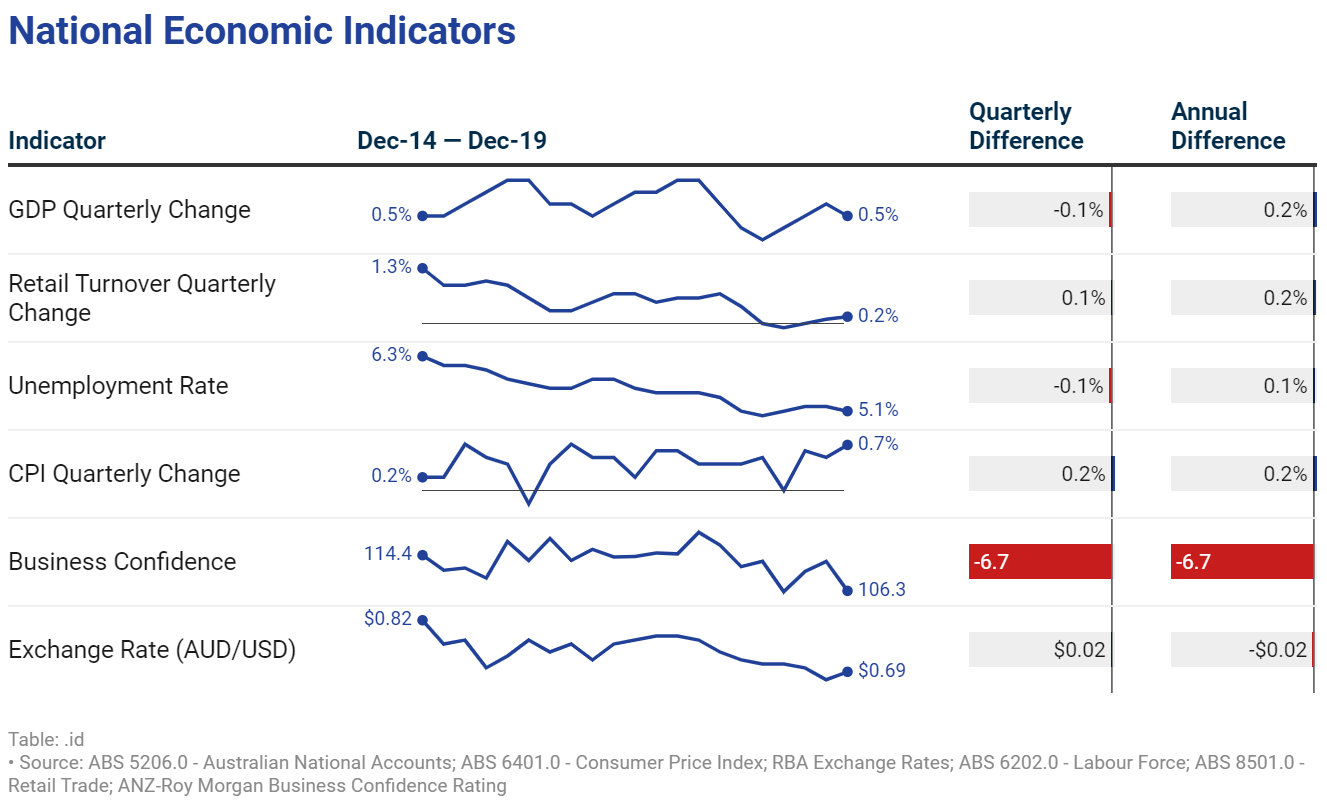 National Economic Indicators
Indicator
Dec-14 — Dec-19
Quarterly
Difference
Annual
Difference
GDP Quarterly Change
0.5%
0.5%
-0.1%
0.2%
Retail Turnover Quarterly
Change
1.3%
0.2%
0.1%
0.2%
Unemployment Rate
6.3%
5.1%
-0.1%
0.1%
CPI Quarterly Change
0.2%
0.7%
0.2%
0.2%
Business Confidence
114.4
106.3
-6.7
-6.7
Exchange Rate (AUD/USD)
$0.82
$0.69
$0.02
-$0.02
Table: .id
• Source: ABS 5206.0 - Australian National Accounts; ABS 6401.0 - Consumer Price Index; RBA Exchange Rates; ABS 6202.0 - Labour Force; ABS 8501.0 -
Retail Trade; ANZ-Roy Morgan Business Confidence Rating